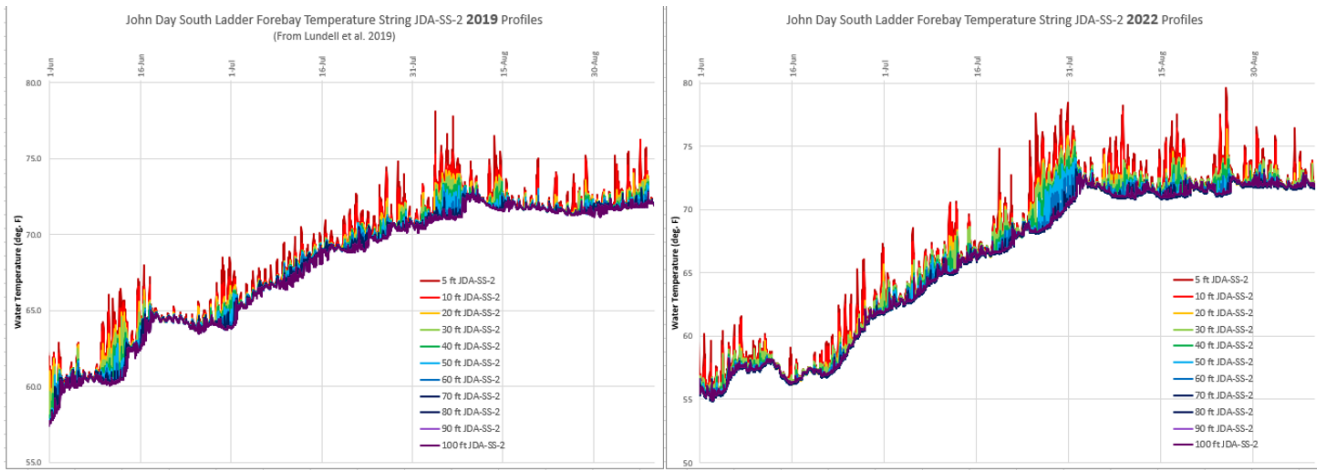 John Day South Ladder Forebay Temperature String JDA-SS-2 2019 Profiles
(From Lundell et al. 2019)
1-Jun
16-Jun
1-Jul
16-Jul
31-Jul
15-Aug
30-Aug
80.0
75.0
70.0
65.0
60.0
55.0
Water Temperature (deg. F)
5 ft JDA-SS-2
10 ft JDA-SS-2
20 ft JDA-SS-2
30 ft JDA-SS-2
40 ft JDA-SS-2
50 ft JDA-SS-2
60 ft JDA-SS-2
70 ft JDA-SS-2
80 ft JDA-SS-2
90 ft JDA-SS-2
100 ft JDA-SS-2
John Day South Ladder Forebay Temperature String JDA-SS-2 2022 Profiles
1-Jun
16-Jun
1-Jul
16-Jul
31-Jul
15-Aug
30-Aug
80
75
70
65
60
55
50
Water Temperature (deg. F)
5 ft JDA-SS-2
10 ft JDA-SS-2
20 ft JDA-SS-2
30 ft JDA-SS-2
40 ft JDA-SS-2
50 ft JDA-SS-2
60 ft JDA-SS-2
70 ft JDA-SS-2
80 ft JDA-SS-2
90 ft JDA-SS-2
100 ft JDA-SS-2